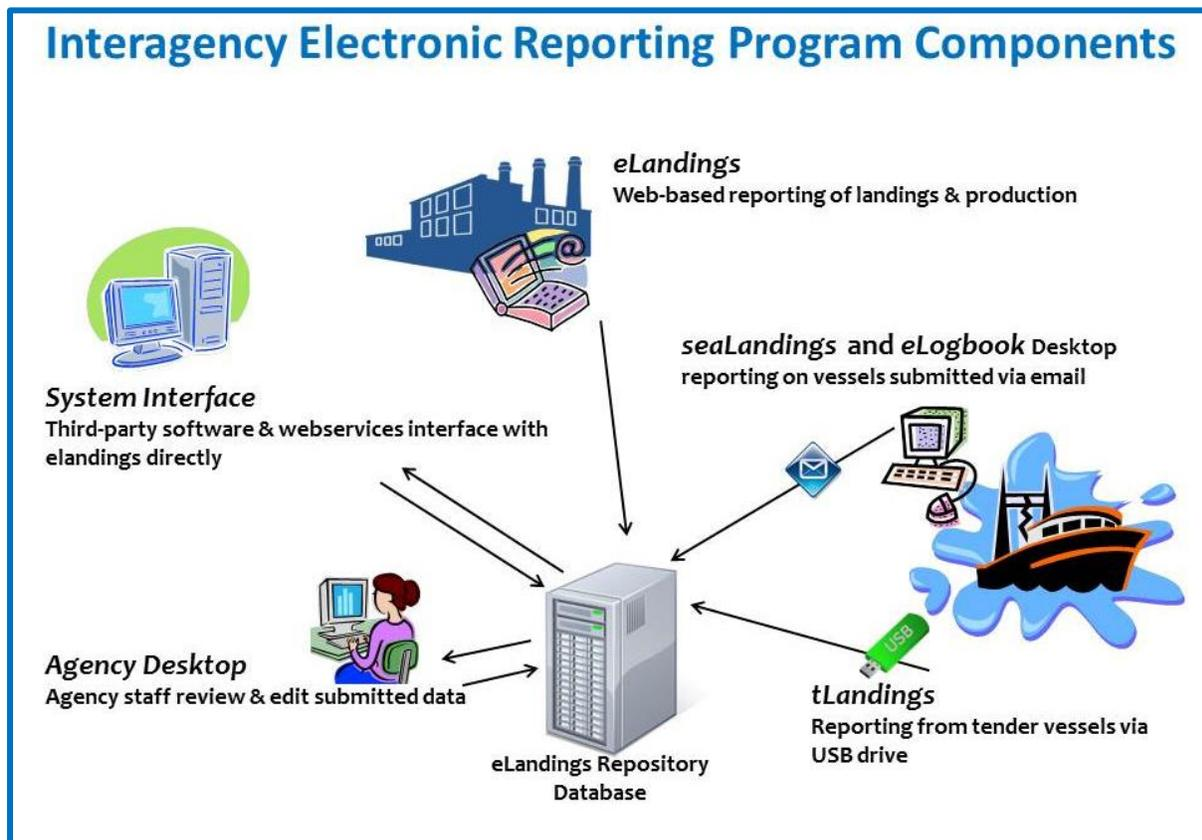 Interagency Electronic Reporting Program Components
eLandings
Web-based reporting of landings & production
@
seaLandings and eLogbook Desktop
reporting on vessels submitted via email
System Interface
Third-party software & webservices interface with
elandings directly
Agency Desktop
Agency staff review & edit submitted data
USB
tLandings
Reporting from tender vessels via
USB drive
eLandings Repository
Database